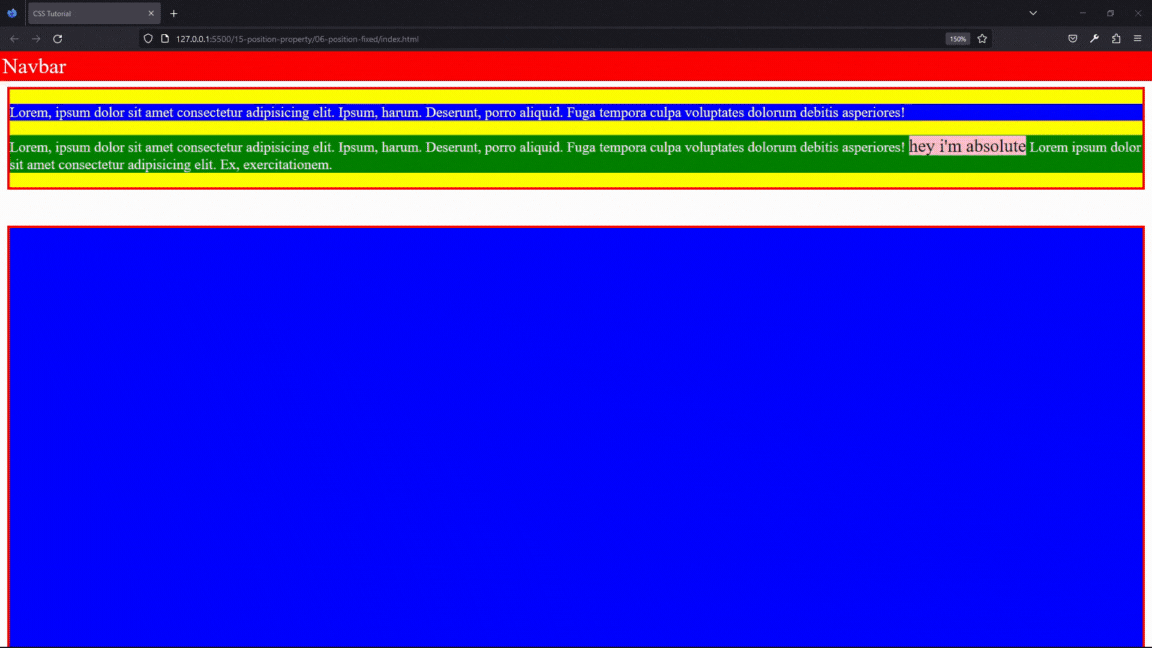 CSS Tutorial
127.0.0.1:5500/15-position-property/06-position-fixed/index.html
150%
Navbar
Lorem, ipsum dolor sit amet consectetur adipisicing elit. Ipsum, harum. Deserunt, porro aliquid. Fuga tempora culpa voluptates dolorum debitis asperiores!
Lorem, ipsum dolor sit amet consectetur adipisicing elit. Ipsum, harum. Deserunt, porro aliquid. Fuga tempora culpa voluptates dolorum debitis asperiores! hey i'm absolute Lorem ipsum dolor
sit amet consectetur adipisicing elit. Ex, exercitationem.